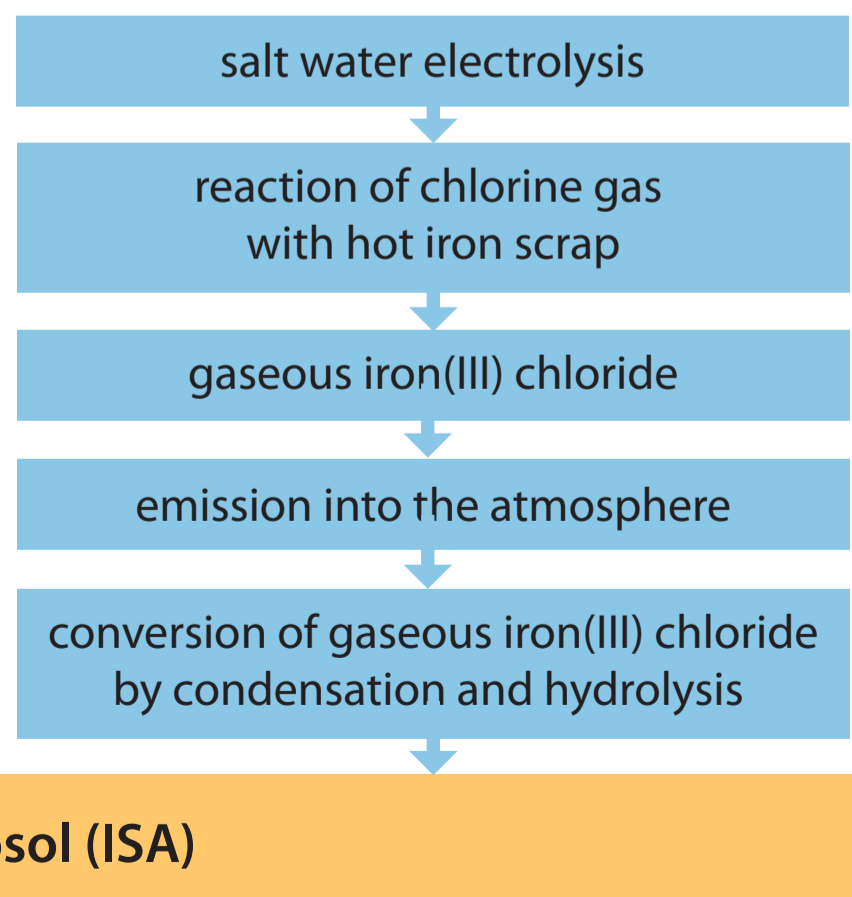 salt water electrolysis
reaction of chlorine gas
with hot iron scrap
gaseous iron(III) chloride
emission into the atmosphere
conversion of gaseous iron(III) chloride
by condensation and hydrolysis
(ISA)